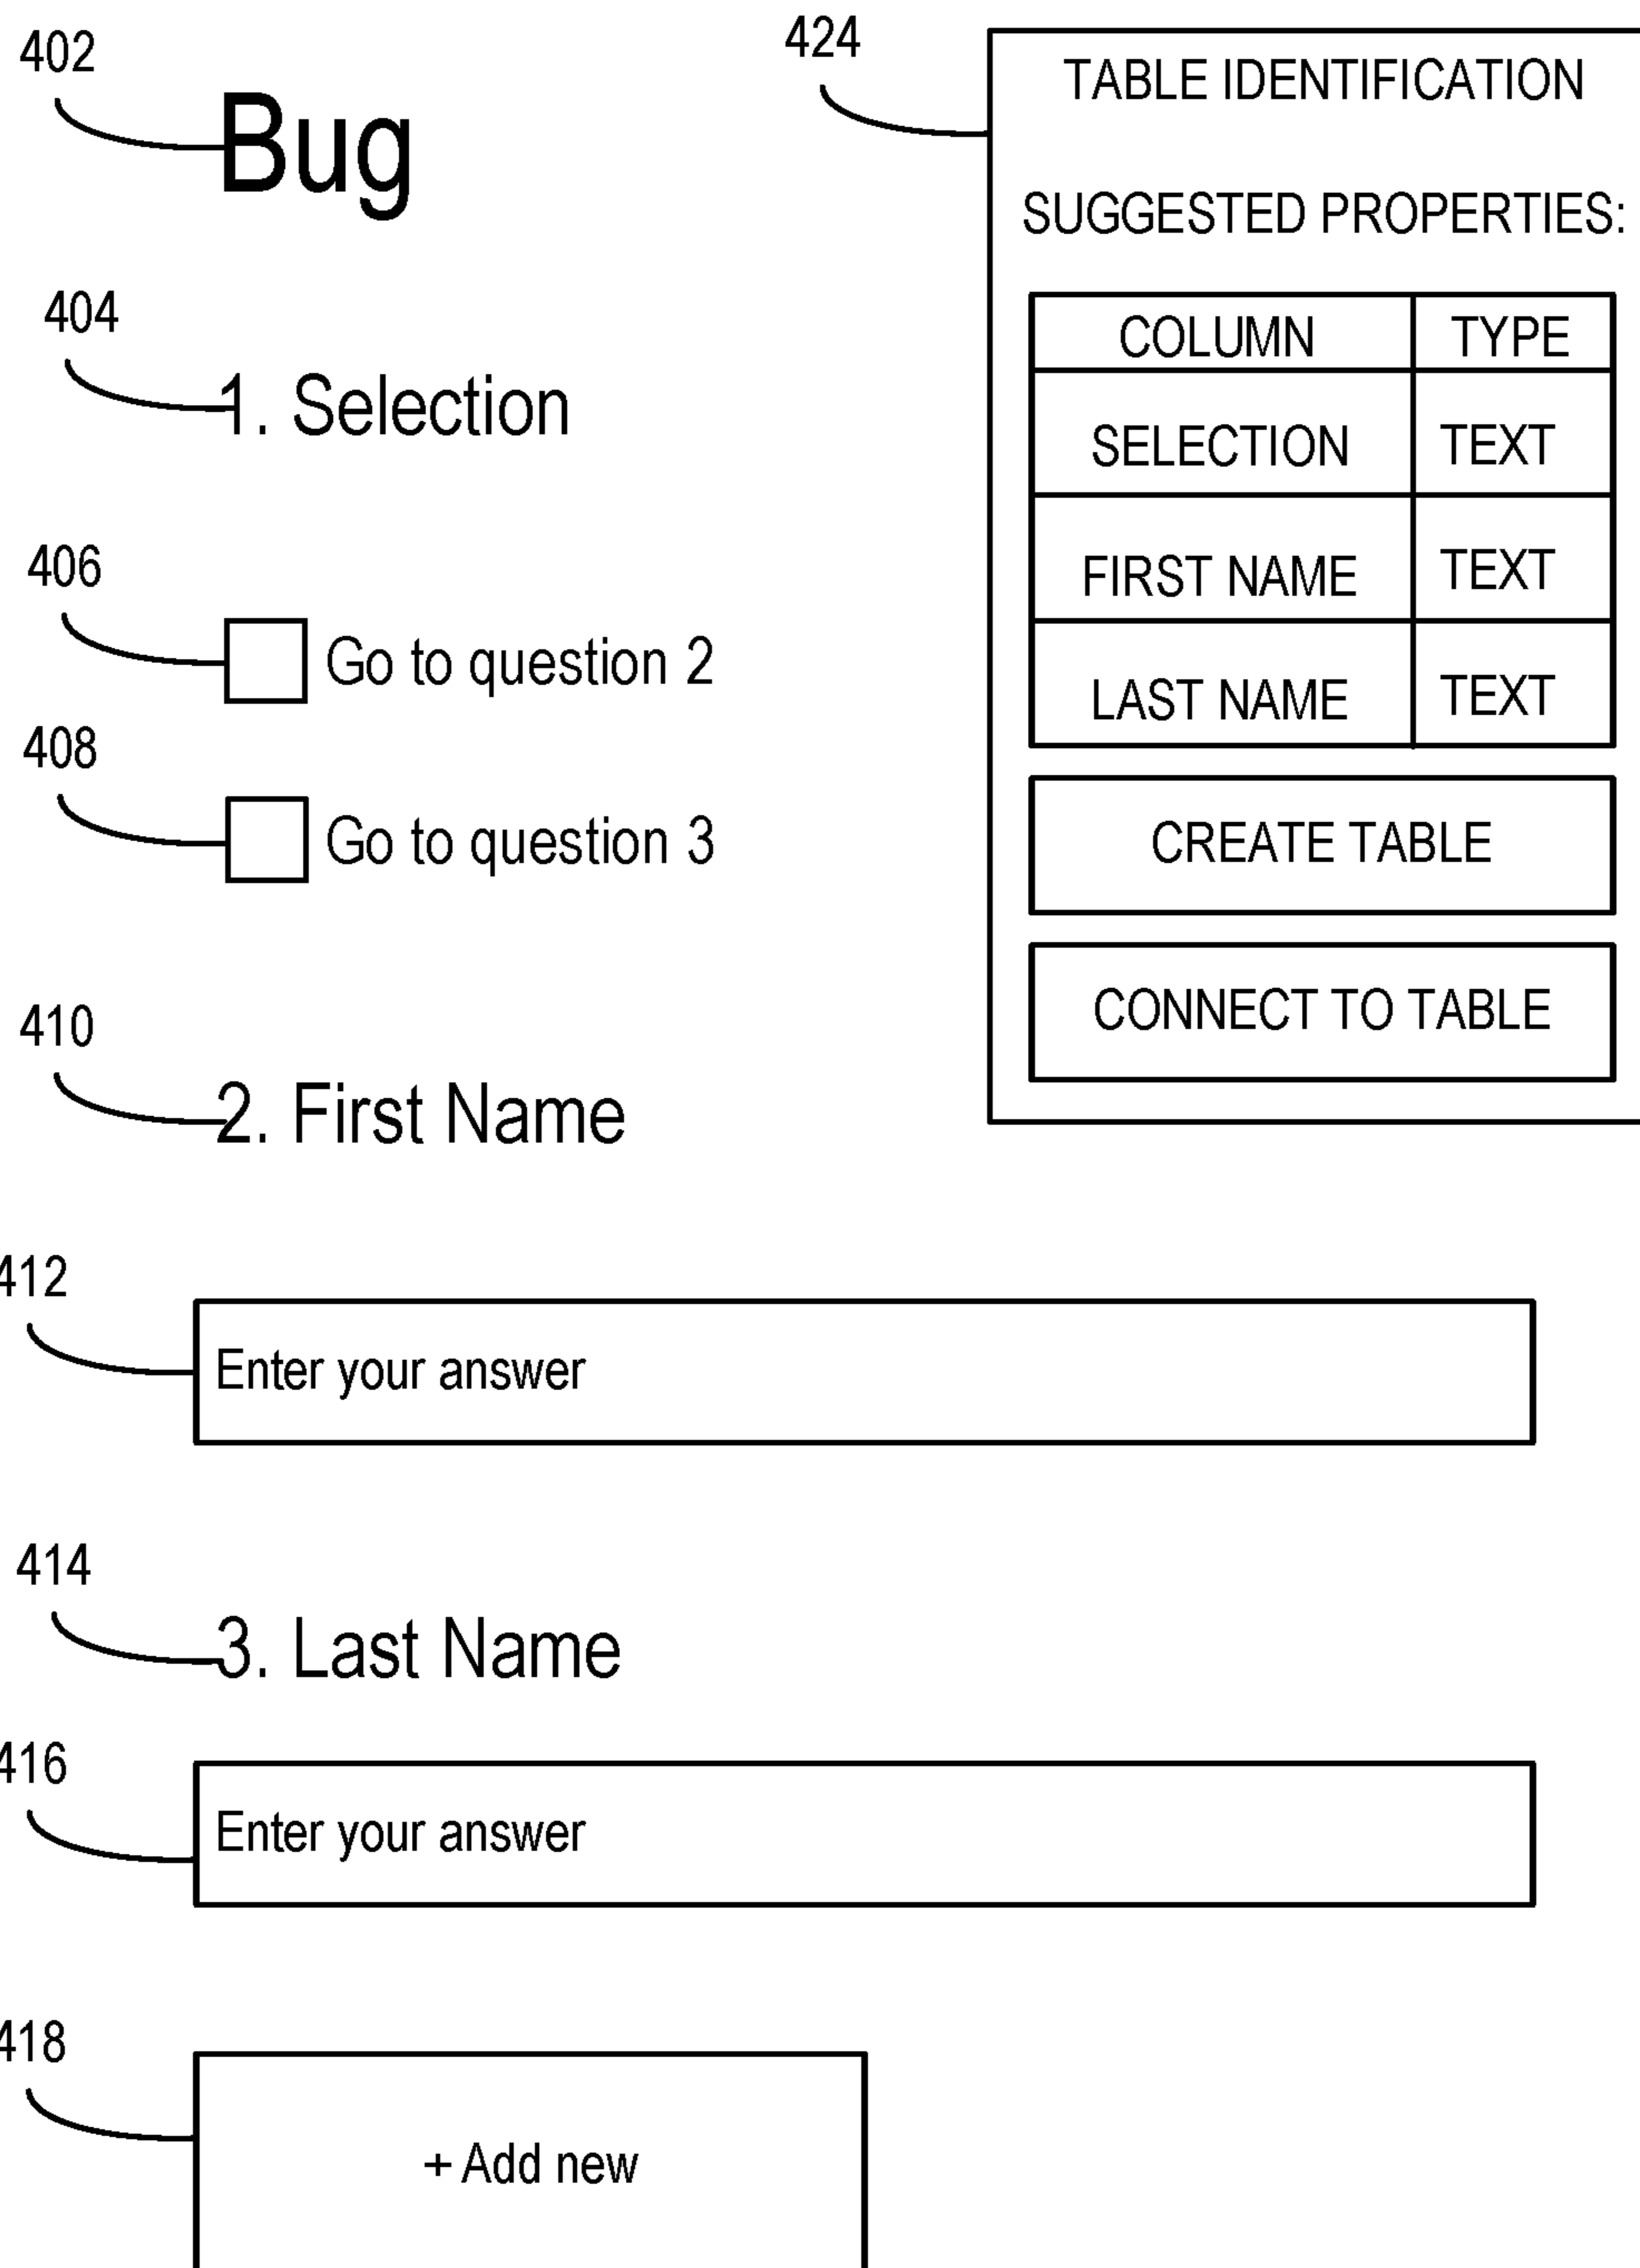 402
Bug
404
1. Selection
406
Go to question 2
408
Go to question 3
410
2. First Name
412
Enter your answer
414
3. Last Name
416
Enter your answer
418
+ Add new
424
TABLE IDENTIFICATION
SUGGESTED PROPERTIES:
COLUMN TYPE
SELECTION TEXT
FIRST NAME TEXT
LAST NAME TEXT
CREATE TABLE
CONNECT TO TABLE